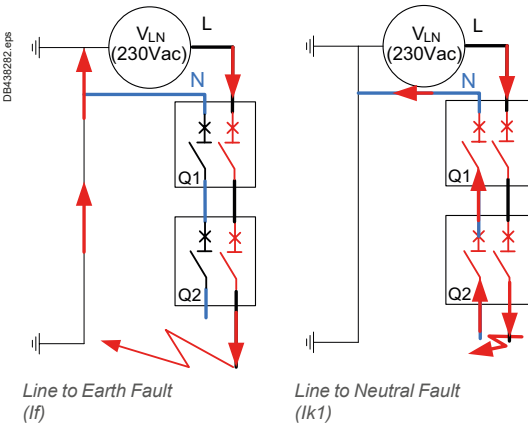 DB438282.eps
VLN
(230Vac)
L
N
Q1
Q2
Line to Earth Fault
(If)
VLN
(230Vac)
L
N
Q1
Q2
Line to Neutral Fault
(Ik1)